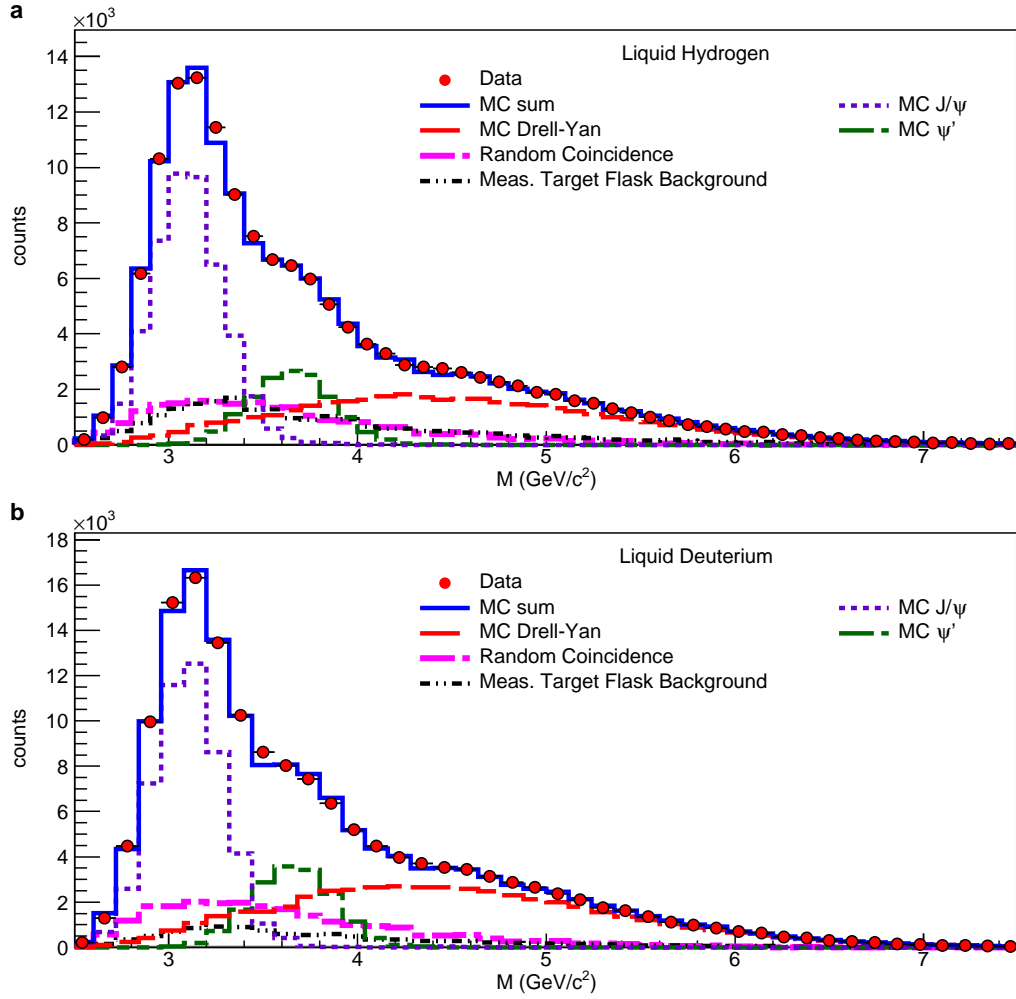 a
×10³
Liquid Hydrogen
Data
MC sum
MC Drell-Yan
Random Coincidence
Meas. Target Flask Background
MC J/ψ
MC ψ'
14
12
10
8
6
4
2
0
counts
3 4 5 6 7
M (GeV/c²)
b
×10³
Liquid Deuterium
Data
MC sum
MC Drell-Yan
Random Coincidence
Meas. Target Flask Background
MC J/ψ
MC ψ'
18
16
14
12
10
8
6
4
2
0
counts
3 4 5 6 7
M (GeV/c²)